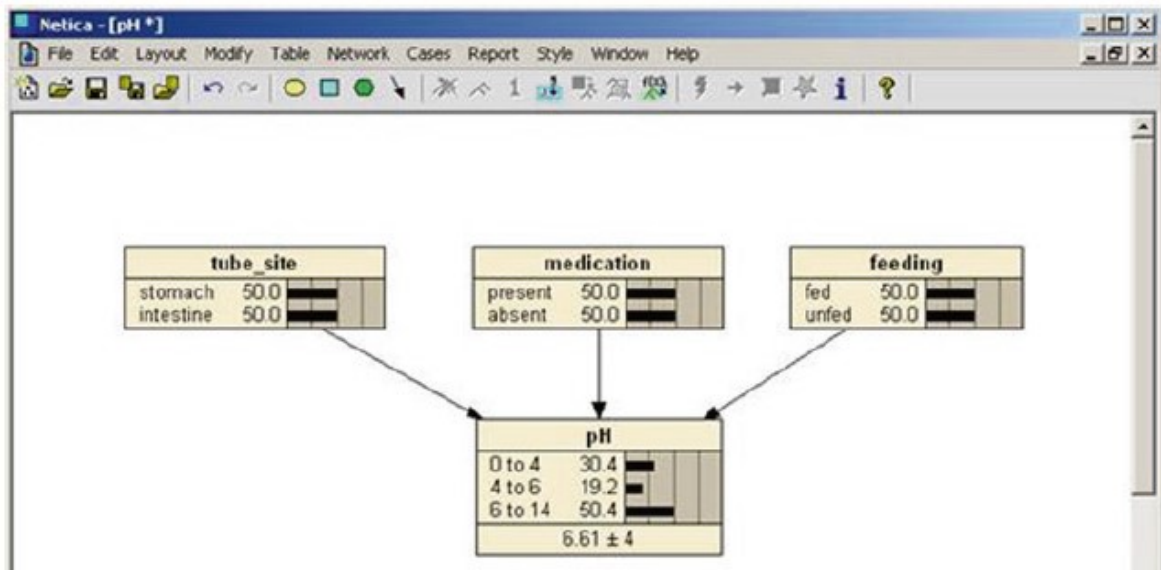 Netica - [pH *]
File Edit Layout Modify Table Network Cases Report Style Window Help
tube_site
stomach 50.0
intestine 50.0
medication
present 50.0
absent 50.0
feeding
fed 50.0
unfed 50.0
pH
0 to 4 30.4
4 to 6 19.2
6 to 14 50.4
6.61 ± 4